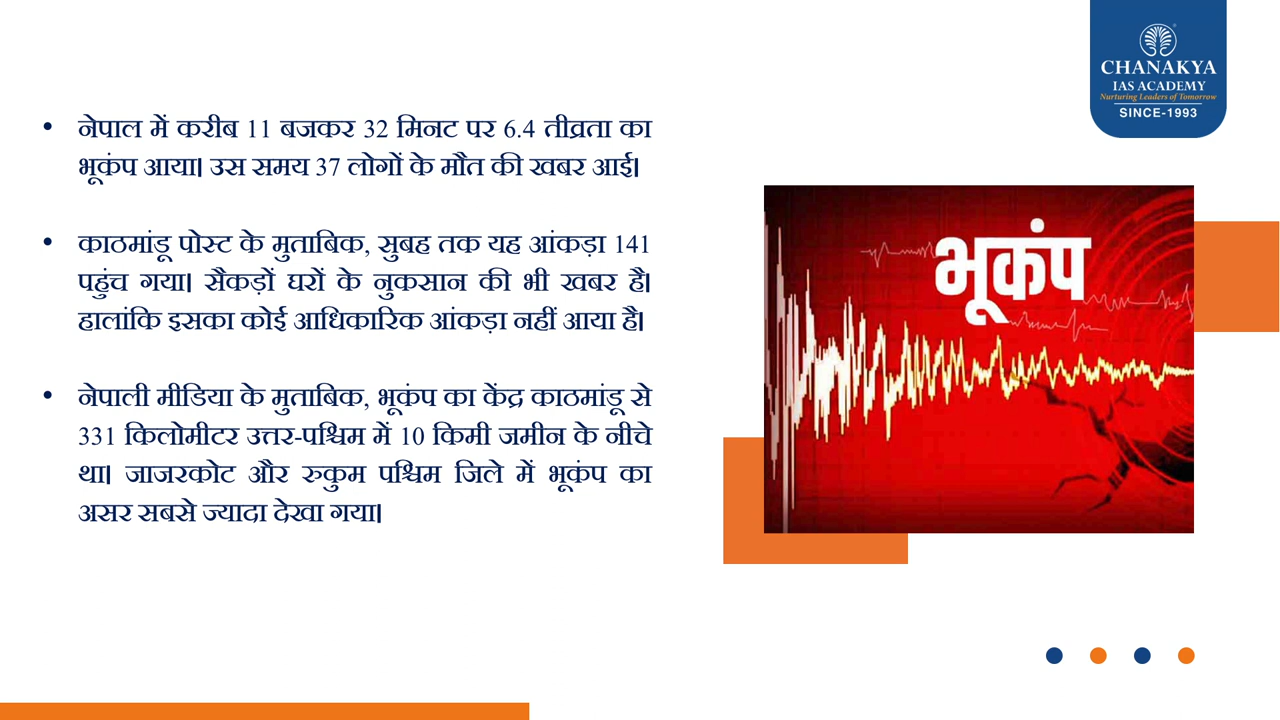 CHANAKYA
IAS ACADEMY
Nurturing Leaders of Tomorrow
SINCE-1993
• नेपाल में करीब 11 बजकर 32 मिनट पर 6.4 तीव्रता का
भूकंप आया। उस समय 37 लोगों के मौत की खबर आई।
• काठमांडू पोस्ट के मुताबिक, सुबह तक यह आंकड़ा 141
पहुंच गया। सैकड़ों घरों के नुकसान की भी खबर है।
हालांकि इसका कोई आधिकारिक आंकड़ा नहीं आया है।
• नेपाली मीडिया के मुताबिक, भूकंप का केंद्र काठमांडू से
331 किलोमीटर उत्तर-पश्चिम में 10 किमी जमीन के नीचे
था। जाजरकोट और रुकुम पश्चिम जिले में भूकंप का
असर सबसे ज्यादा देखा गया।
भूकंप